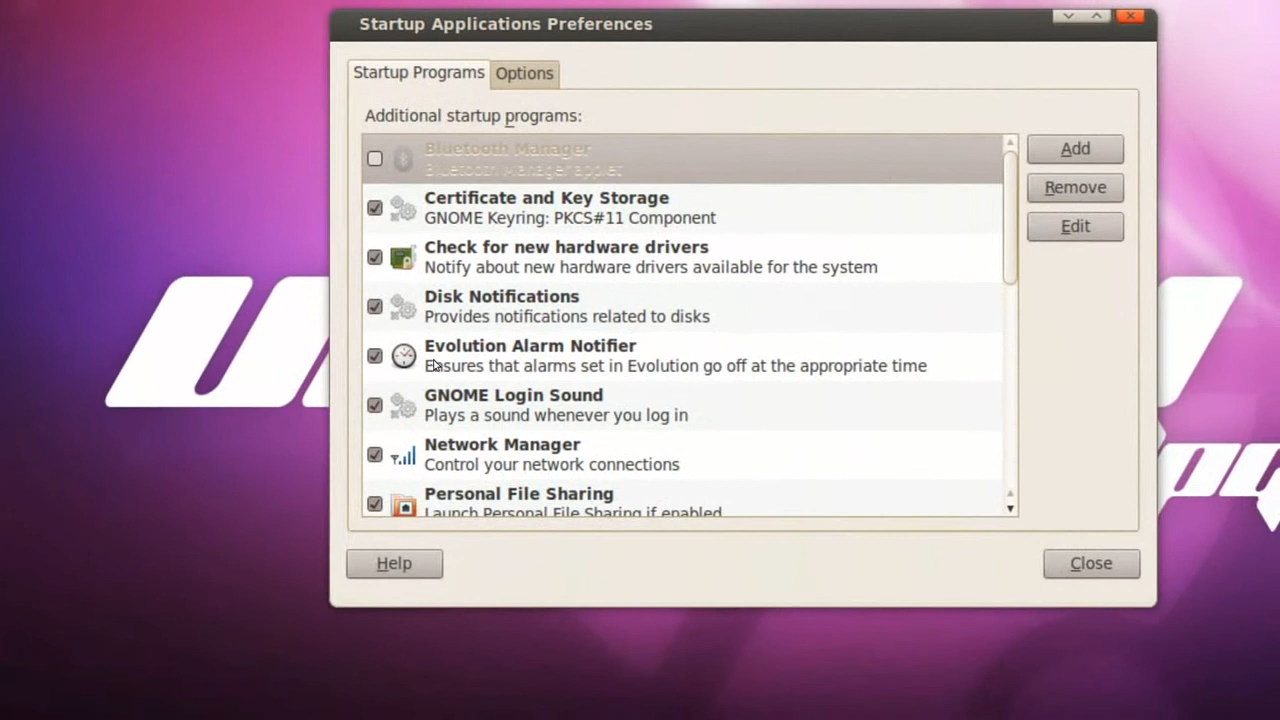 Startup Applications Preferences
Startup Programs
Options
Additional startup programs:
Bluetooth Manager
Bluetooth Manager applet
Add
Certificate and Key Storage
GNOME Keyring: PKCS#11 Component
Remove
Check for new hardware drivers
Notify about new hardware drivers available for the system
Edit
Disk Notifications
Provides notifications related to disks
Evolution Alarm Notifier
Ensures that alarms set in Evolution go off at the appropriate time
GNOME Login Sound
Plays a sound whenever you log in
Network Manager
Control your network connections
Personal File Sharing
Launch Personal File Sharing if enabled
Help
Close